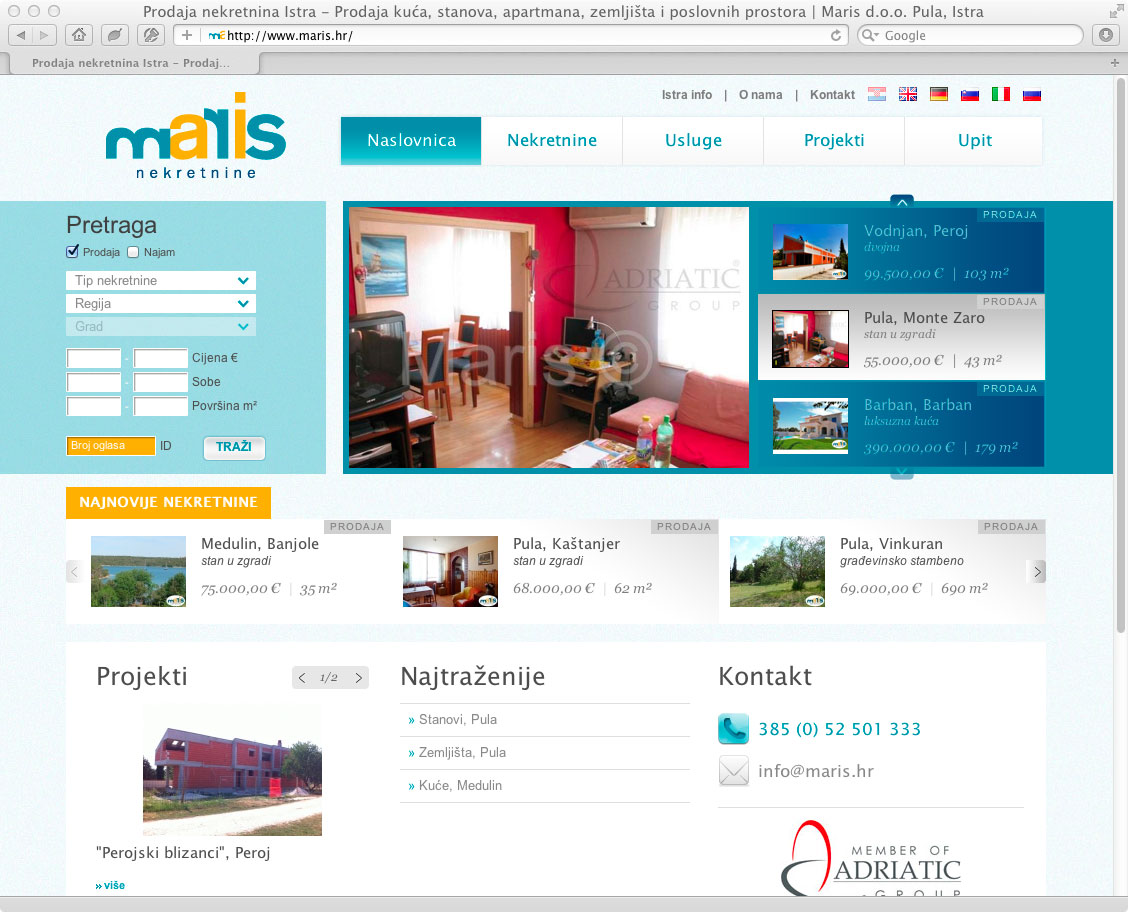 Prodaja nekretnina Istra – Prodaja kuća, stanova, apartmana, zemljišta i poslovnih prostora | Maris d.o.o. Pula, Istra
http://www.maris.hr/
Google
Prodaja nekretnina Istra – Prodaj...
Istra info | O nama | Kontakt
maris
nekretnine
Naslovnica
Nekretnine
Usluge
Projekti
Upit
Pretraga
Prodaja Najam
Tip nekretnine
Regija
Grad
- Cijena €
- Sobe
- Površina m²
Broj oglasa ID TRAŽI
ADRIATIC®
GROUP
Maris ©
PRODAJA
Vodnjan, Peroj
dvojna
99.500,00 € | 103 m²
PRODAJA
Pula, Monte Zaro
stan u zgradi
55.000,00 € | 43 m²
PRODAJA
Barban, Barban
luksuzna kuća
390.000,00 € | 179 m²
NAJNOVIJE NEKRETNINE
PRODAJA
Medulin, Banjole
stan u zgradi
75.000,00 € | 35 m²
PRODAJA
Pula, Kaštanjer
stan u zgradi
68.000,00 € | 62 m²
PRODAJA
Pula, Vinkuran
građevinsko stambeno
69.000,00 € | 690 m²
Projekti
< 1/2 >
"Perojski blizanci", Peroj
» više
Najtraženije
» Stanovi, Pula
» Zemljišta, Pula
» Kuće, Medulin
Kontakt
385 (0) 52 501 333
info@maris.hr
MEMBER OF
ADRIATIC
GROUP